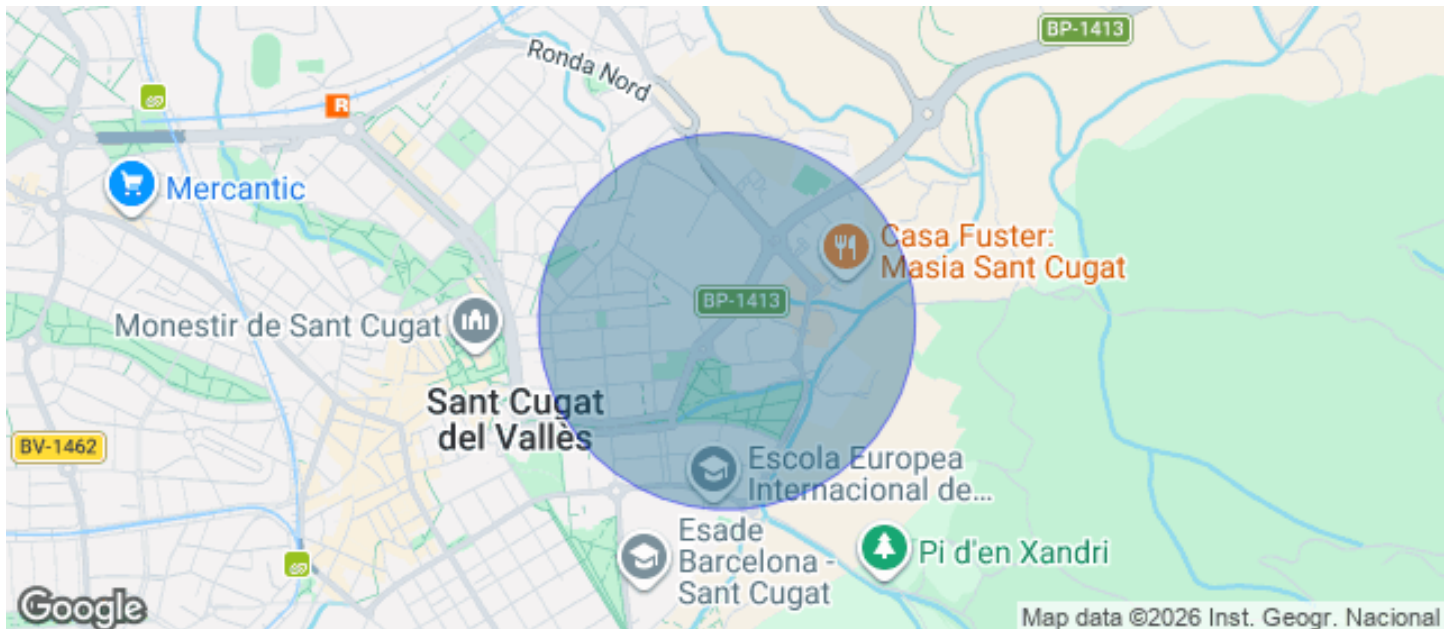 BP-1413
Ronda Nord
R
Mercantic
Casa Fuster:
Masia Sant Cugat
BP-1413
Monestir de Sant Cugat
Sant Cugat
del Vallès
BV-1462
Escola Europea
Internacional de...
Esade
Barcelona -
Sant Cugat
Pi d'en Xandri
Google
Map data ©2026 Inst. Geogr. Nacional